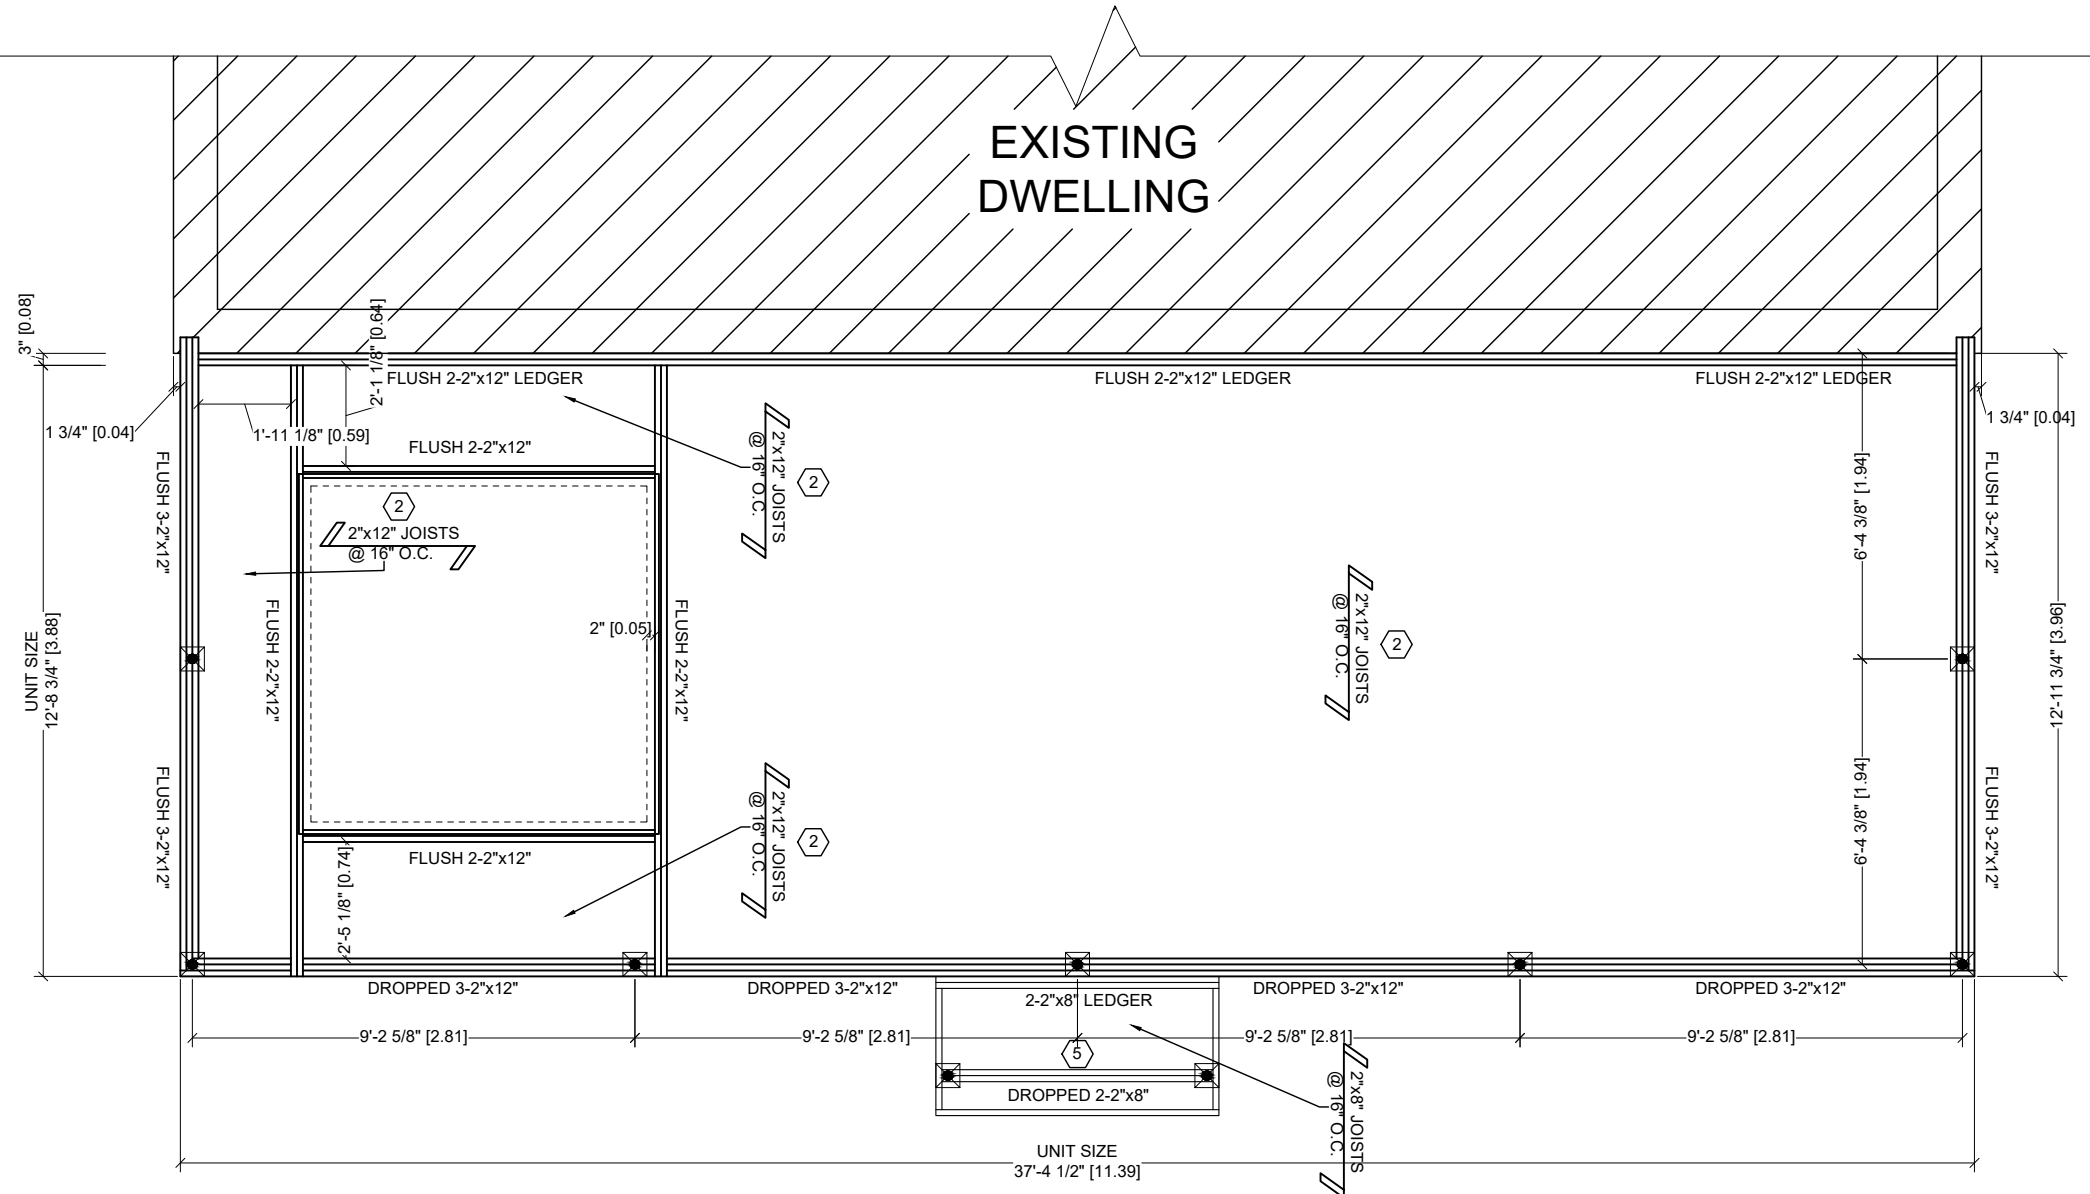 EXISTING
DWELLING
3" [0.08]
2'-1 1/8" [0.64]
FLUSH 2-2"x12" LEDGER
FLUSH 2-2"x12" LEDGER
FLUSH 2-2"x12" LEDGER
1 3/4" [0.04]
1'-11 1/8" [0.59]
1 3/4" [0.04]
FLUSH 2-2"x12"
FLUSH 3-2"x12"
2
2"x12" JOISTS
@ 16" O.C.
2"x12" JOISTS
@ 16" O.C.
2
6'-4 3/8" [1.94]
FLUSH 3-2"x12"
UNIT SIZE
12'-8 3/4" [3.88]
FLUSH 2-2"x12"
2" [0.05]
FLUSH 2-2"x12"
2"x12" JOISTS
@ 16" O.C.
2
12'-11 3/4" [3.96]
FLUSH 3-2"x12"
FLUSH 2-2"x12"
2'-5 1/8" [0.74]
2"x12" JOISTS
@ 16" O.C.
2
6'-4 3/8" [1.94]
FLUSH 3-2"x12"
DROPPED 3-2"x12"
DROPPED 3-2"x12"
2-2"x8" LEDGER
DROPPED 3-2"x12"
DROPPED 3-2"x12"
9'-2 5/8" [2.81]
9'-2 5/8" [2.81]
9'-2 5/8" [2.81]
9'-2 5/8" [2.81]
5
DROPPED 2-2"x8"
2"x8" JOISTS
@ 16" O.C.
UNIT SIZE
37'-4 1/2" [11.39]